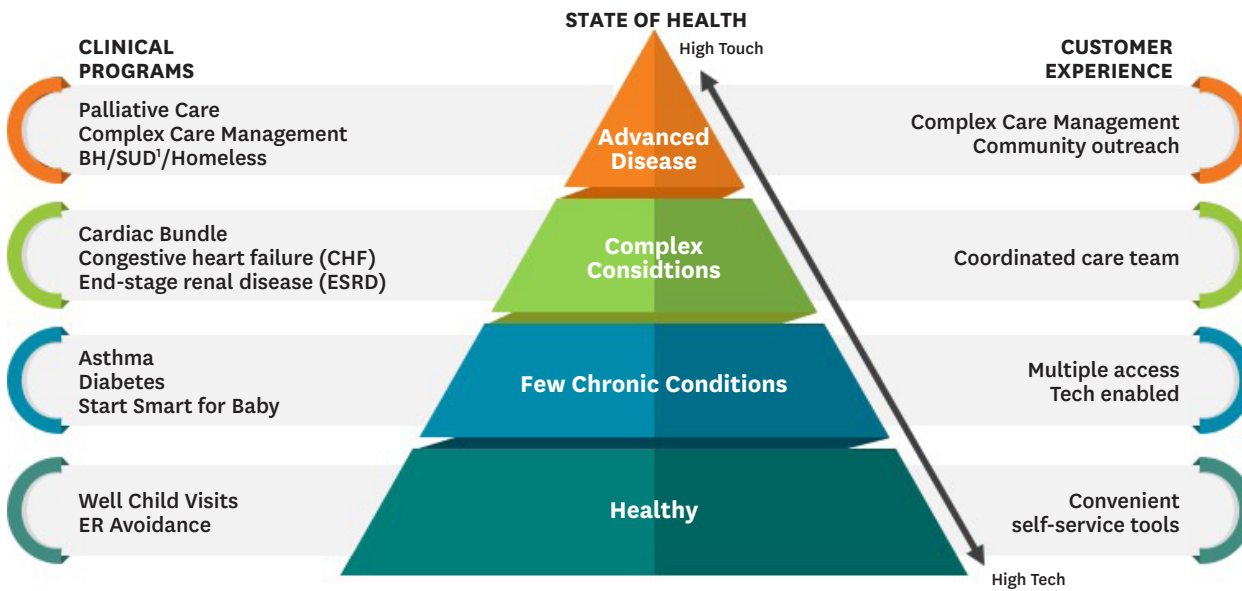 STATE OF HEALTH
High Touch
CLINICAL
PROGRAMS
CUSTOMER
EXPERIENCE
Palliative Care
Complex Care Management
BH/SUD¹/Homeless
Advanced
Disease
Complex Care Management
Community outreach
Cardiac Bundle
Congestive heart failure (CHF)
End-stage renal disease (ESRD)
Complex
Considtions
Coordinated care team
Asthma
Diabetes
Start Smart for Baby
Few Chronic Conditions
Multiple access
Tech enabled
Well Child Visits
ER Avoidance
Healthy
Convenient
self-service tools
High Tech